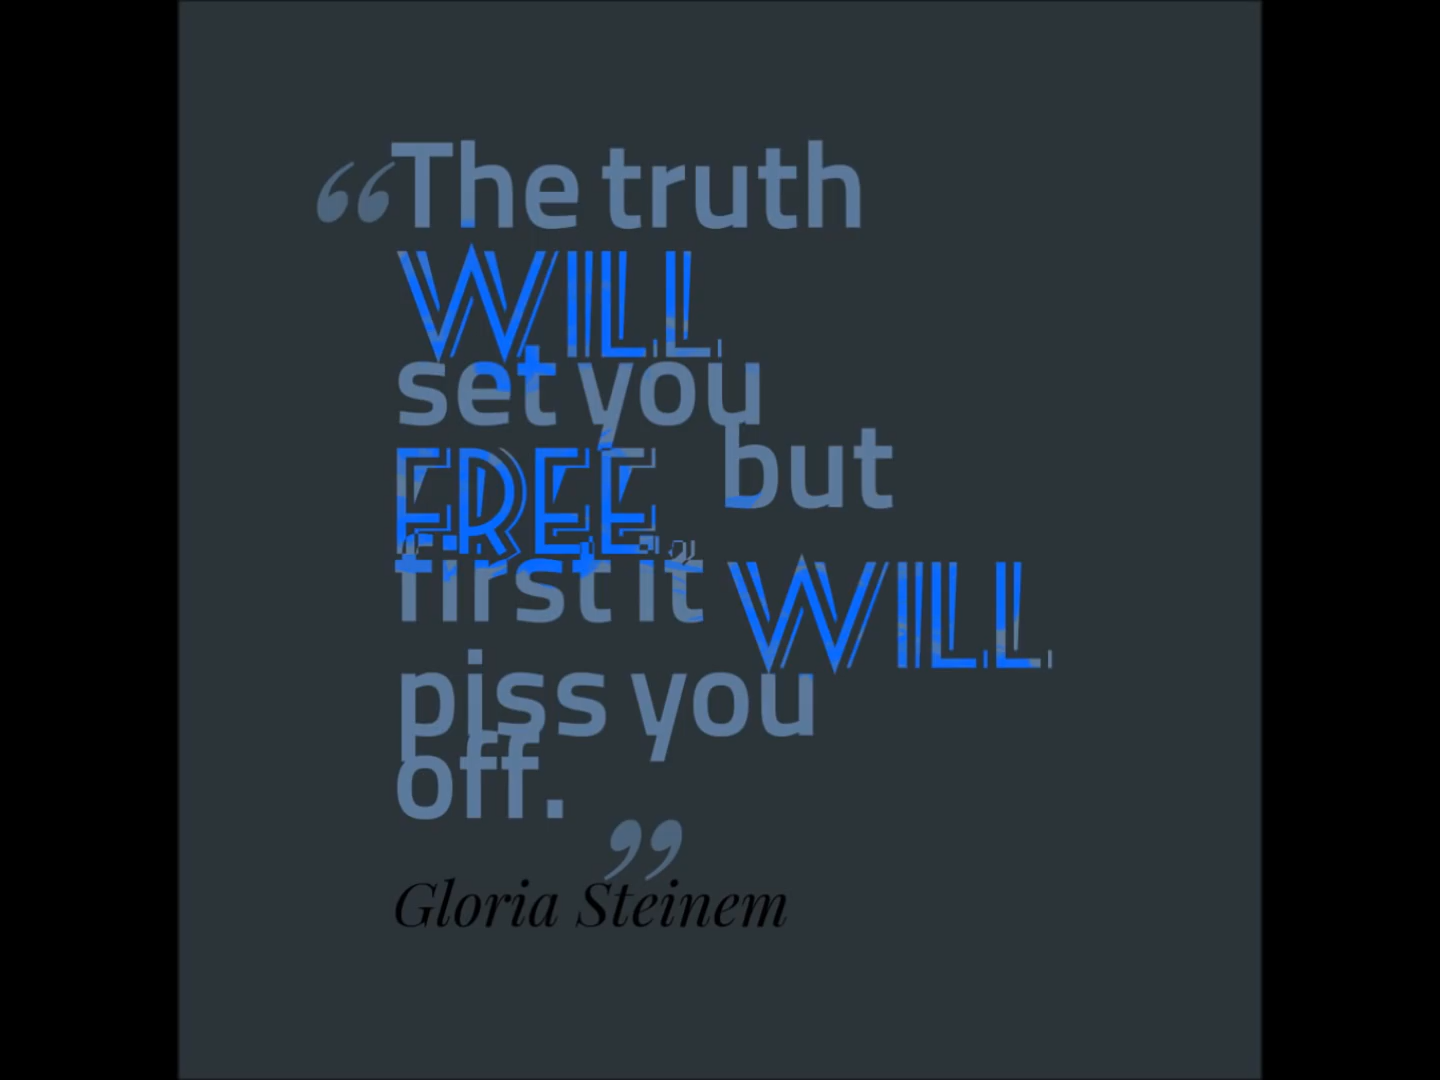 “The truth
WILL
set you
FREE, but
first it WILL
piss you
off.”
Gloria Steinem